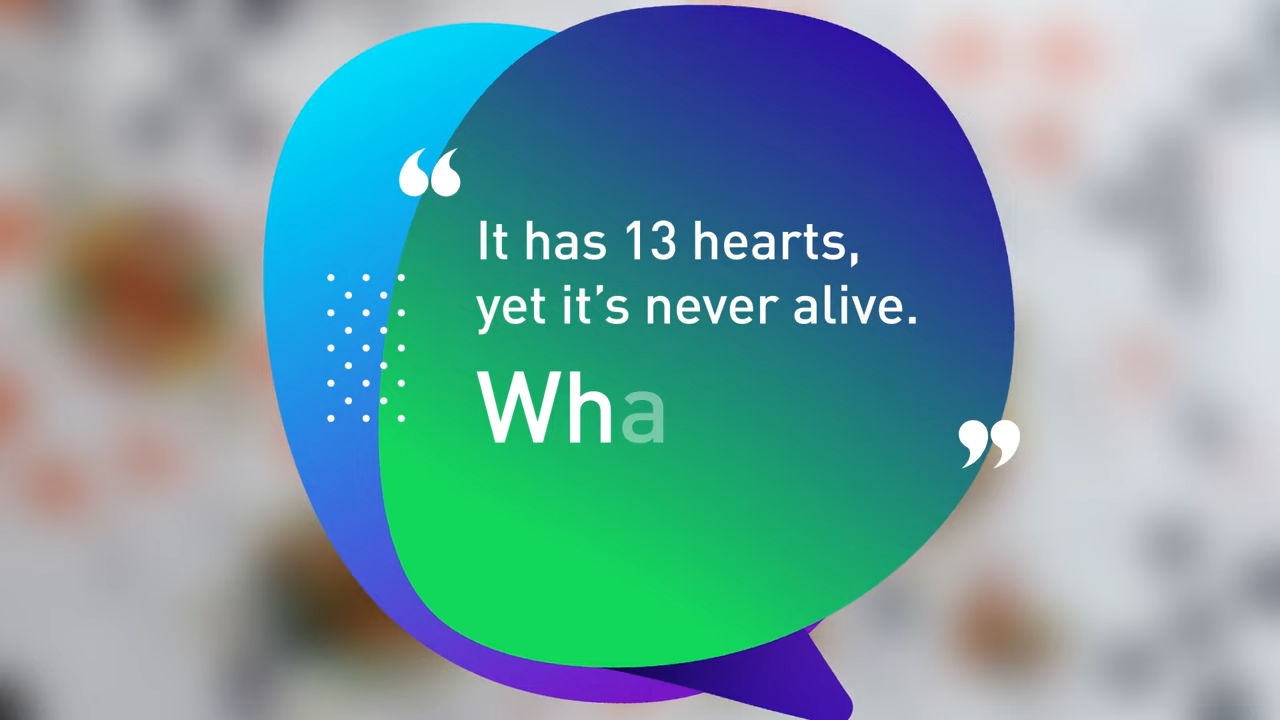 “
It has 13 hearts,
yet it’s never alive.
Wha
”